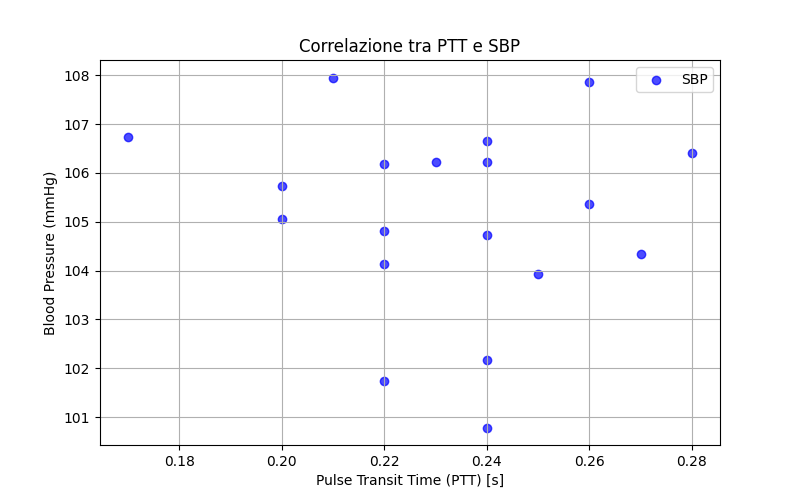 Correlazione tra PTT e SBP
SBP
Blood Pressure (mmHg)
108
107
106
105
104
103
102
101
0.18 0.20 0.22 0.24 0.26 0.28
Pulse Transit Time (PTT) [s]